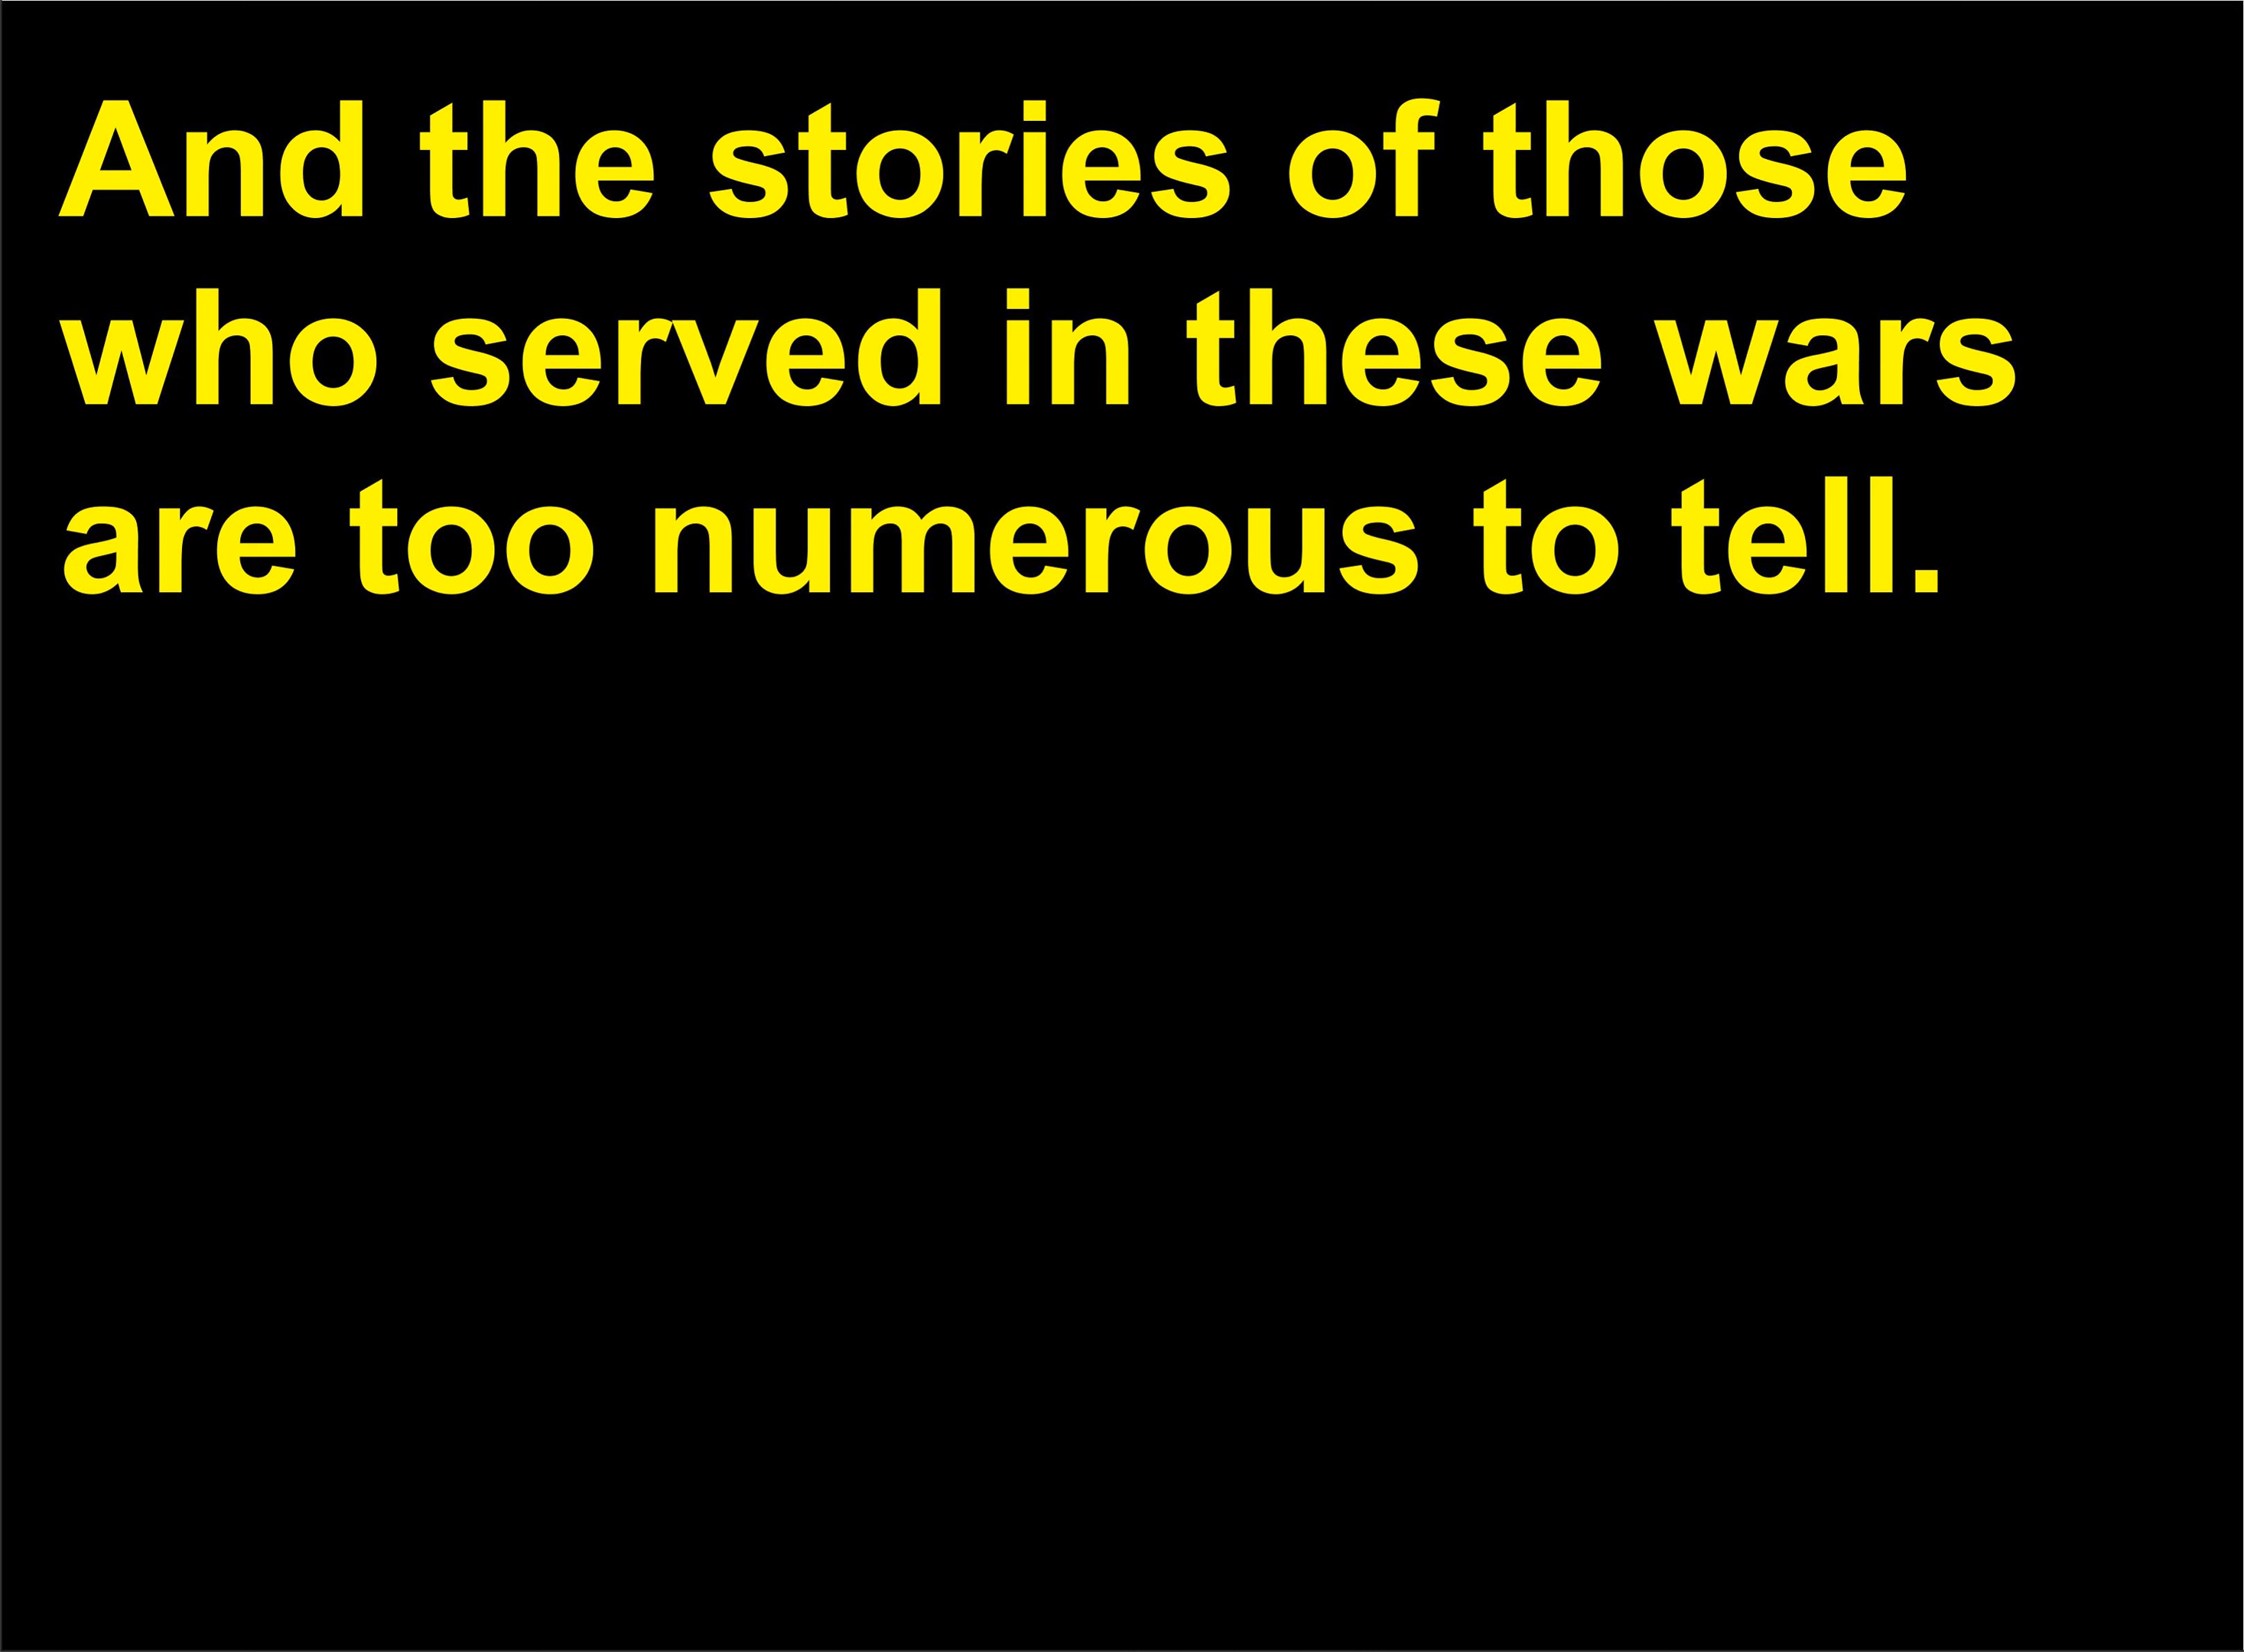 And the stories of those
who served in these wars
are too numerous to tell.